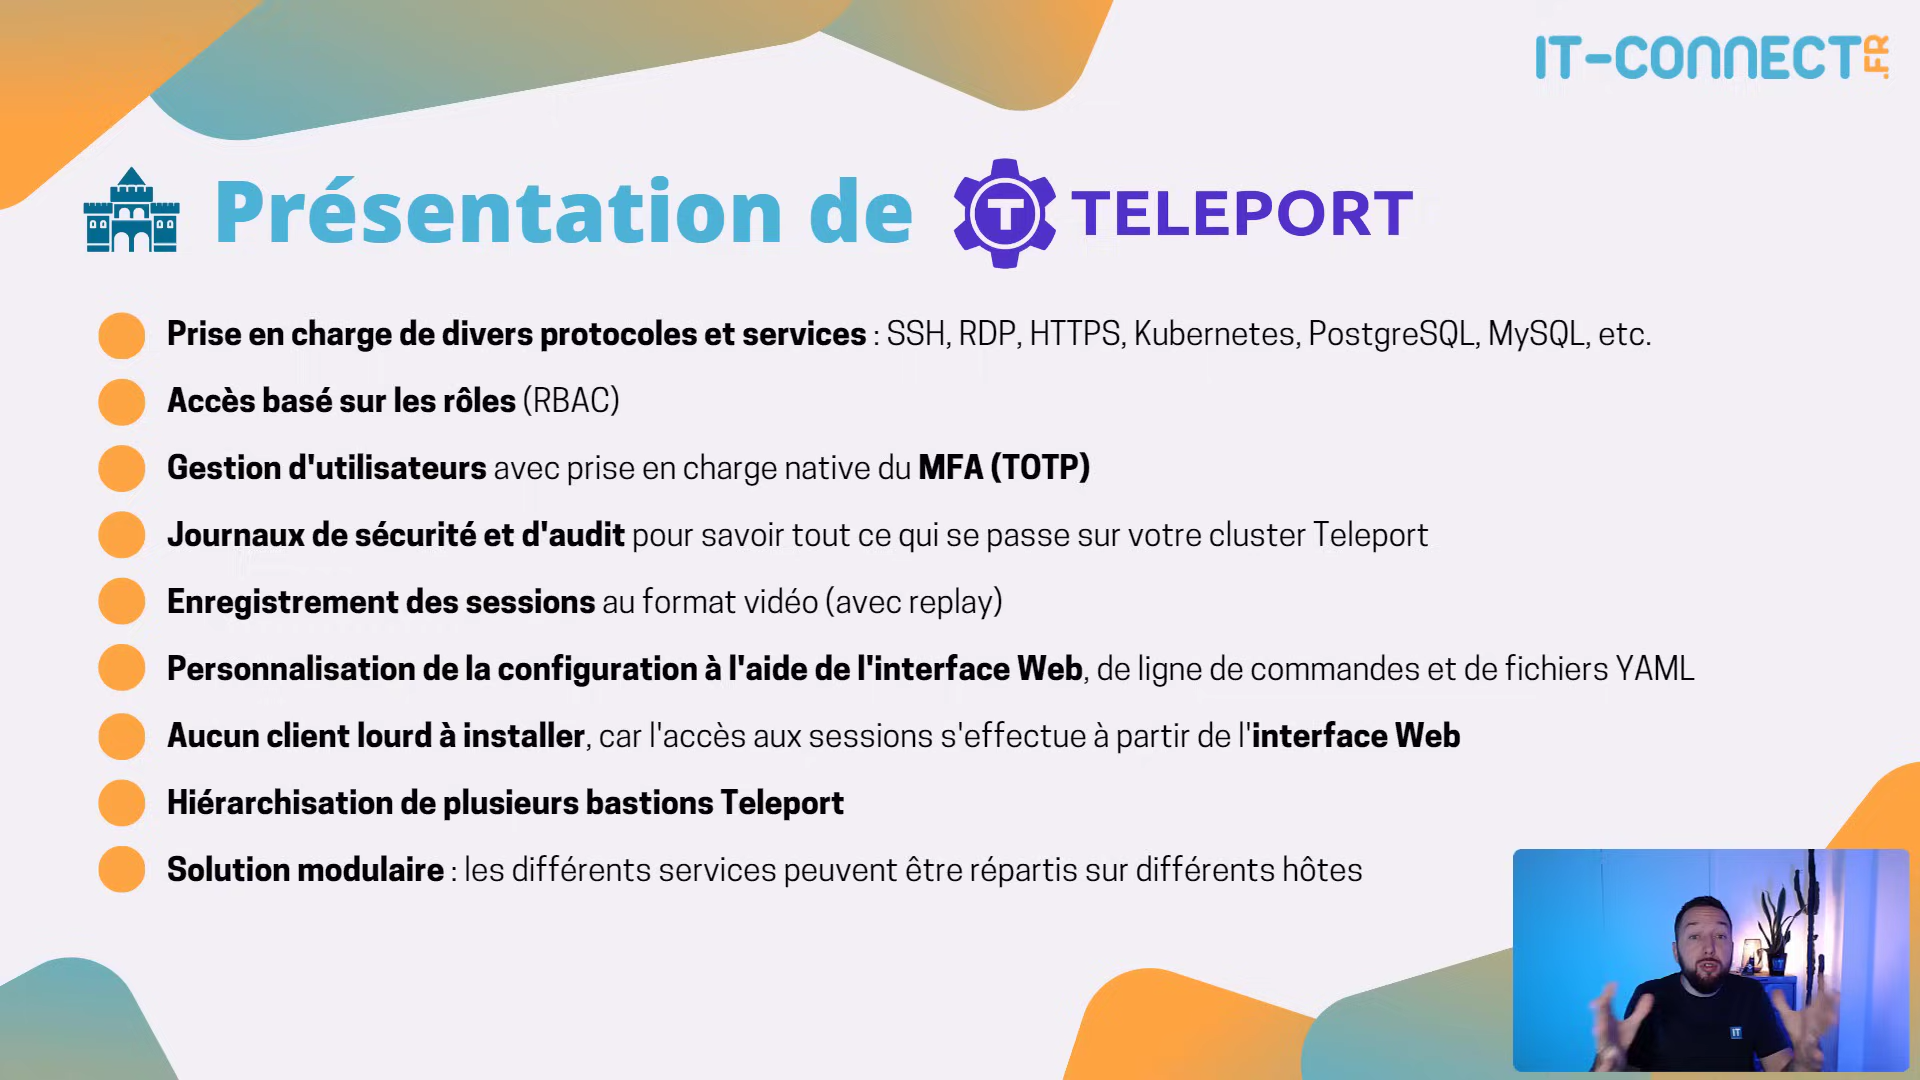 IT-CONNECT.FR
Présentation de TELEPORT
Prise en charge de divers protocoles et services : SSH, RDP, HTTPS, Kubernetes, PostgreSQL, MySQL, etc.
Accès basé sur les rôles (RBAC)
Gestion d'utilisateurs avec prise en charge native du MFA (TOTP)
Journaux de sécurité et d'audit pour savoir tout ce qui se passe sur votre cluster Teleport
Enregistrement des sessions au format vidéo (avec replay)
Personnalisation de la configuration à l'aide de l'interface Web, de ligne de commandes et de fichiers YAML
Aucun client lourd à installer, car l'accès aux sessions s'effectue à partir de l'interface Web
Hiérarchisation de plusieurs bastions Teleport
Solution modulaire : les différents services peuvent être répartis sur différents hôtes
IT